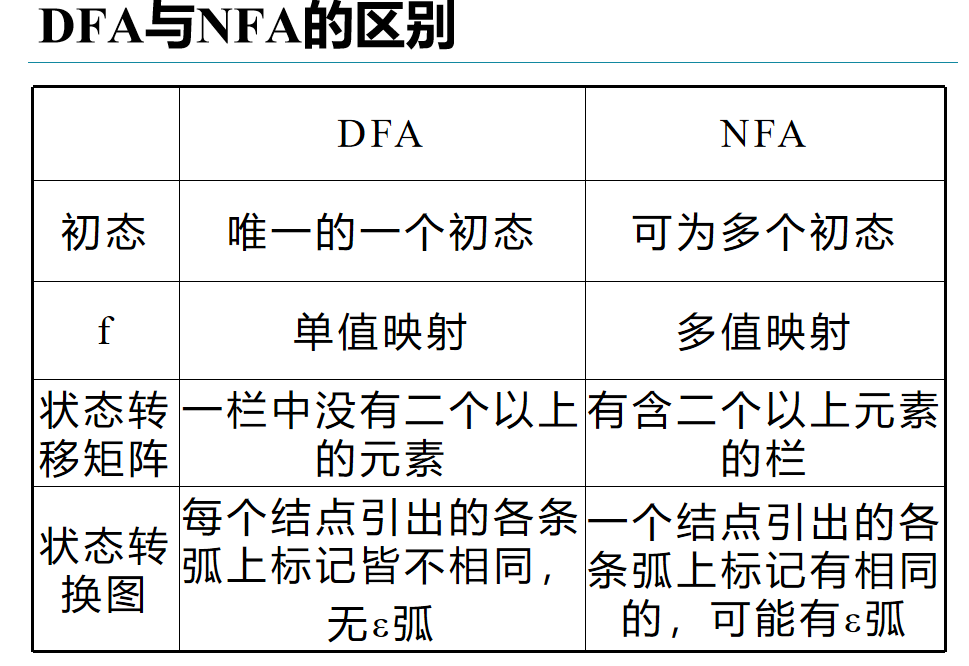 DFA与NFA的区别
DFA
NFA
初态
唯一的一个初态
可为多个初态
f
单值映射
多值映射
状态转
移矩阵
一栏中没有二个以上
的元素
有含二个以上元素
的栏
状态转
换图
每个结点引出的各条
弧上标记皆不相同，
无ε弧
一个结点引出的各
条弧上标记有相同
的，可能有ε弧